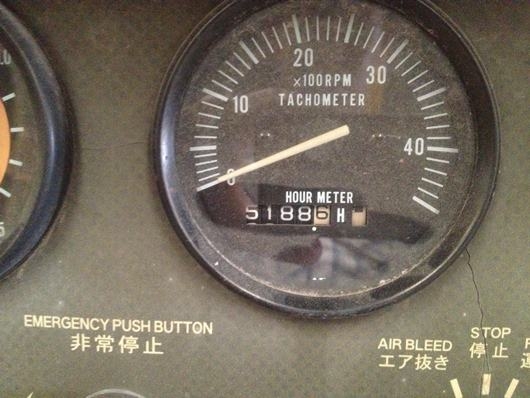 20
×100RPM
30
10
TACHOMETER
40
0
HOUR METER
51886 H
EMERGENCY PUSH BUTTON
非常停止
AIR BLEED
エア抜き
STOP
停止